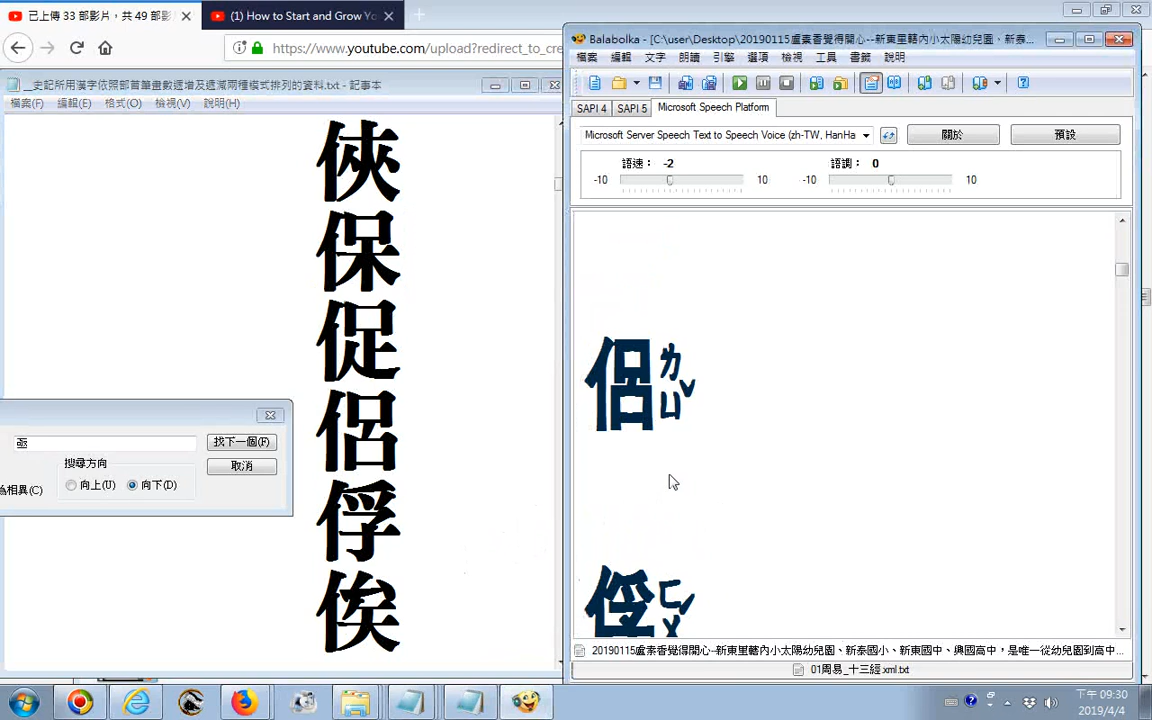 已上傳 33 部影片，共 49 部影
(1) How to Start and Grow Yo
https://www.youtube.com/upload?redirect_to_cre
__史記所用漢字依照部首筆畫遞增及遞減兩種模式排列的資料.txt - 記事本
檔案(F) 編輯(E) 格式(O) 檢視(V) 說明(H)
俠
保
促
侶
俘
俟
找下一個(F)
搜尋方向
取消
為相異(C)
向上(U) 向下(D)
Balabolka - [C:\user\Desktop\20190115盧素香覺得開心--新東里轄內小太陽幼兒園，新泰...
檔案 編輯 文字 朗讀 引擎 選項 檢視 工具 書籤 說明
SAPI 4 SAPI 5 Microsoft Speech Platform
Microsoft Server Speech Text to Speech Voice (zh-TW, HanHa
關於 預設
語速： -2 語調： 0
-10 10 -10 10
侶 ㄌㄩˇ
20190115盧素香覺得開心--新東里轄內小太陽幼兒園、新泰國小、新東國中、興國高中，是唯一從幼兒園到高中...
01周易_十三經.xml.txt
下午 09:30
2019/4/4